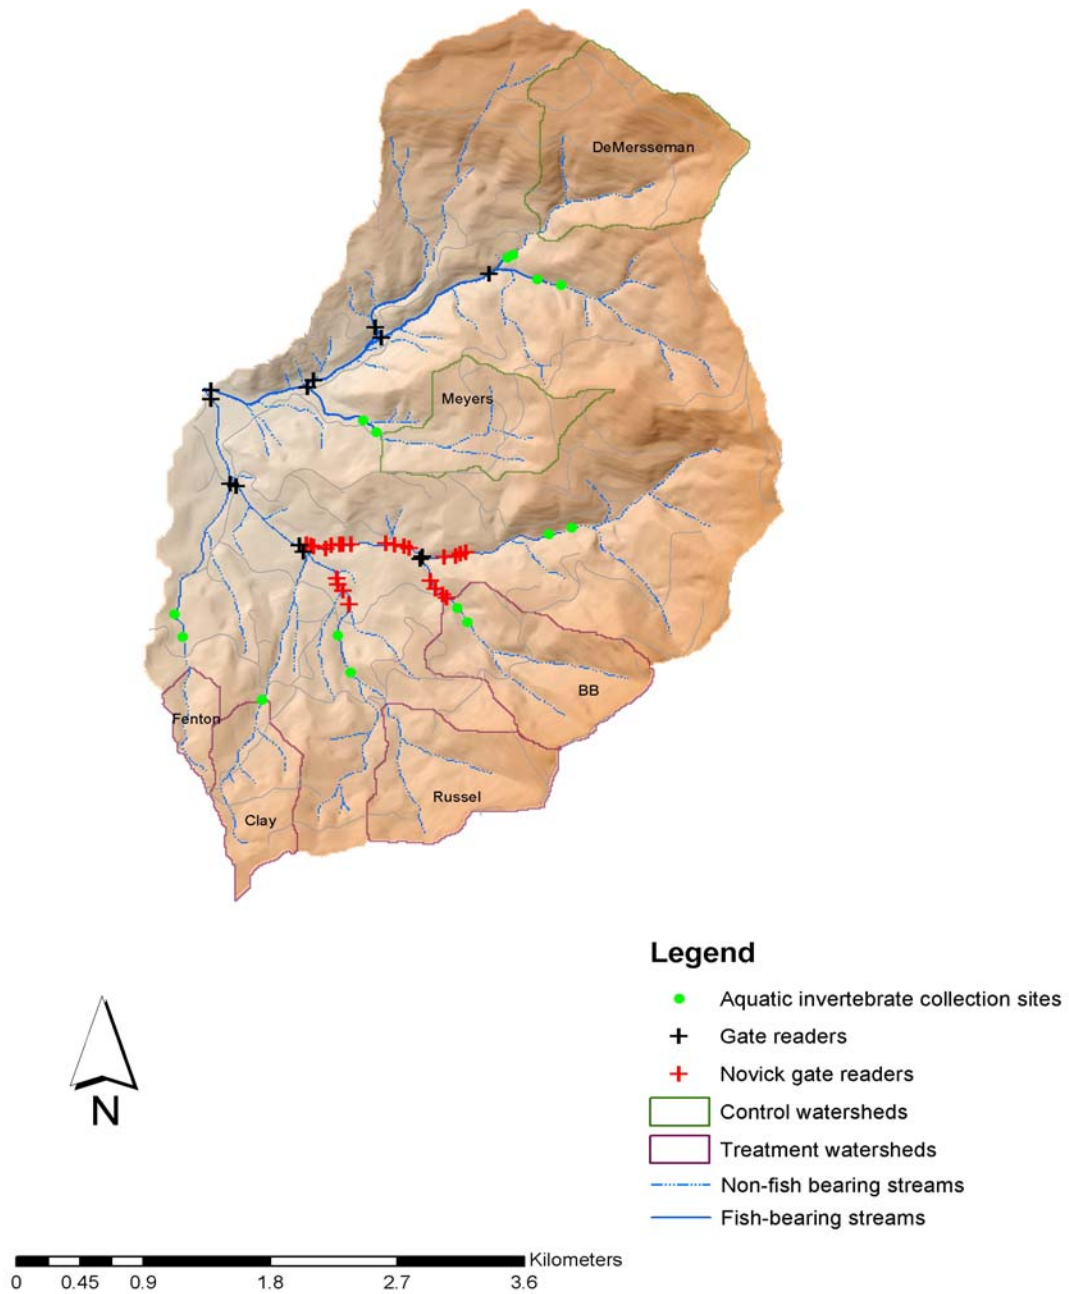 DeMersseman
Meyers
BB
Fenton
Russel
Clay
Legend
Aquatic invertebrate collection sites
Gate readers
Novick gate readers
Control watersheds
Treatment watersheds
Non-fish bearing streams
Fish-bearing streams
N
Kilometers
0 0.45 0.9 1.8 2.7 3.6